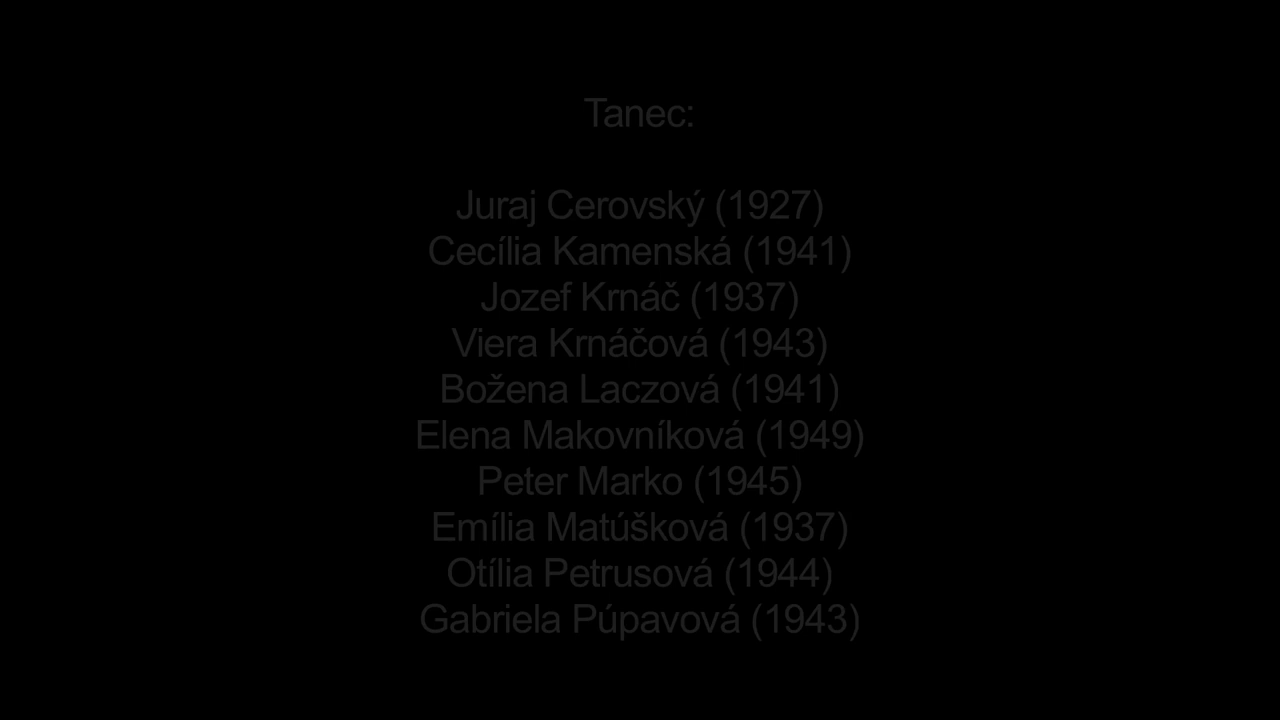 Tanec:
Juraj Cerovský (1927)
Cecília Kamenská (1941)
Jozef Krnáč (1937)
Viera Krnáčová (1943)
Božena Laczová (1941)
Elena Makovníková (1949)
Peter Marko (1945)
Emília Matúšková (1937)
Otília Petrusová (1944)
Gabriela Púpavová (1943)